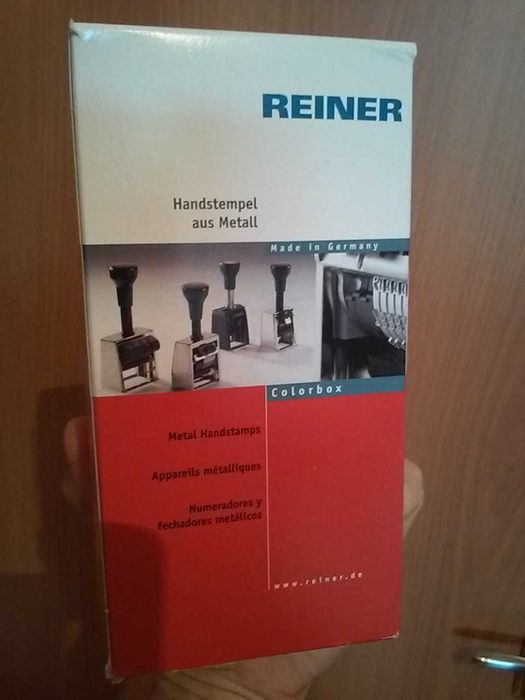 REINER
Handstempel
aus Metall
Made in Germany
Colorbox
Metal Handstamps
Appareils métalliques
Numeradores y
fechadores metálicos
www.reiner.de